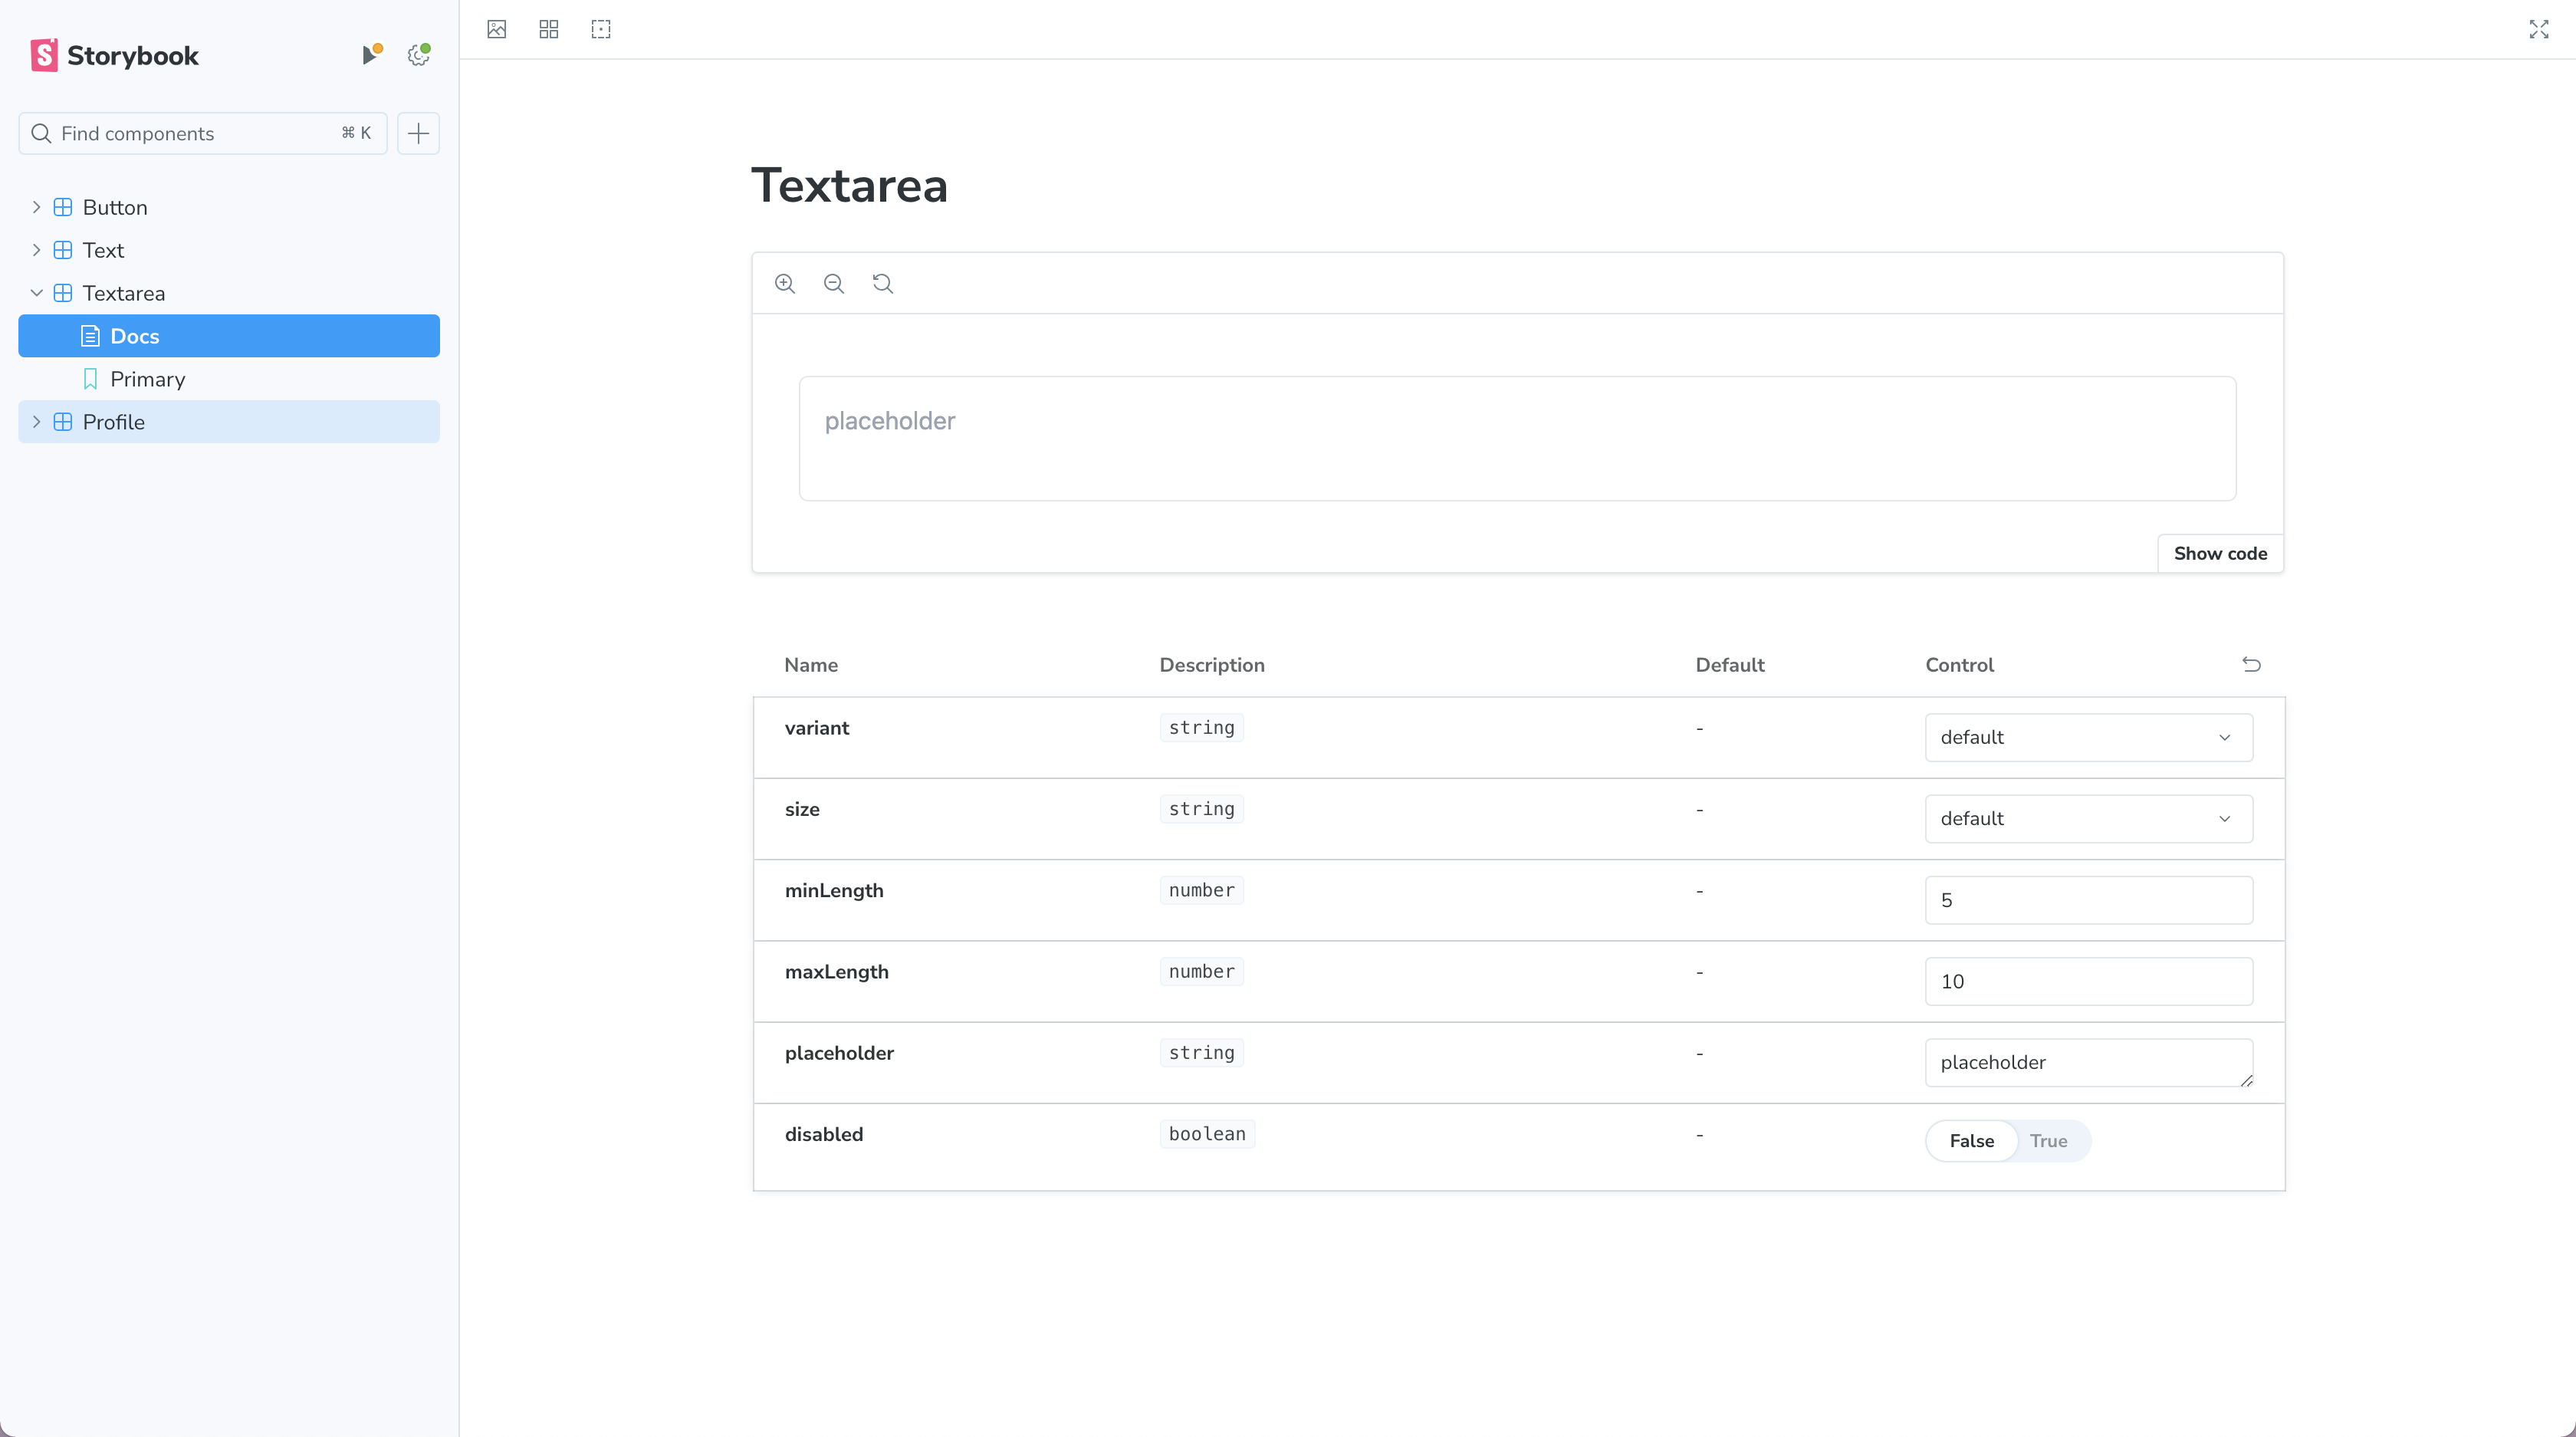 Storybook
Find components ⌘ K
Button
Text
Textarea
Docs
Primary
Profile
Textarea
placeholder
Show code
Name Description Default Control
variant string - default
size string - default
minLength number - 5
maxLength number - 10
placeholder string - placeholder
disabled boolean - False True